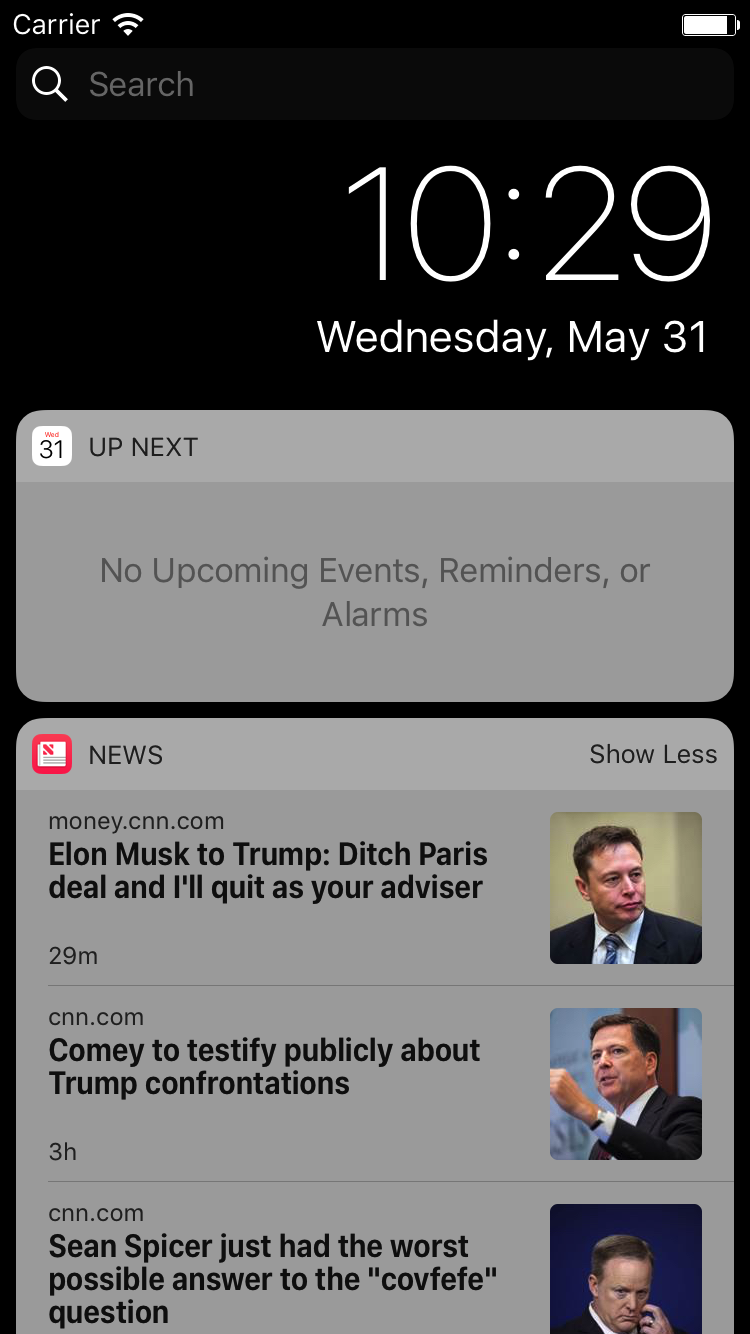 Carrier
Search
10:29
Wednesday, May 31
Wed
31
UP NEXT
No Upcoming Events, Reminders, or
Alarms
NEWS
Show Less
money.cnn.com
Elon Musk to Trump: Ditch Paris
deal and I'll quit as your adviser
29m
cnn.com
Comey to testify publicly about
Trump confrontations
3h
cnn.com
Sean Spicer just had the worst
possible answer to the "covfefe"
question